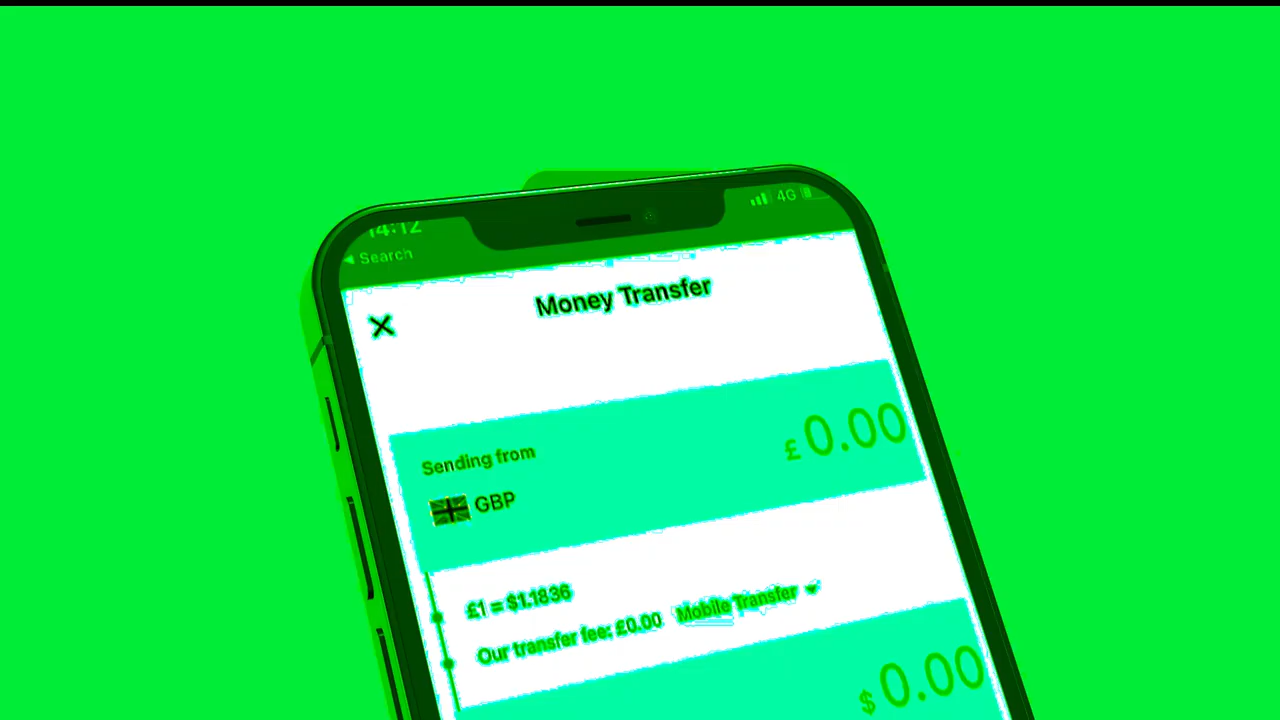 14:12
4G
Search
Money Transfer
£0.00
Sending from
GBP
£1 = $1.1836
Our transfer fee: £0.00 Mobile Transfer
$0.00